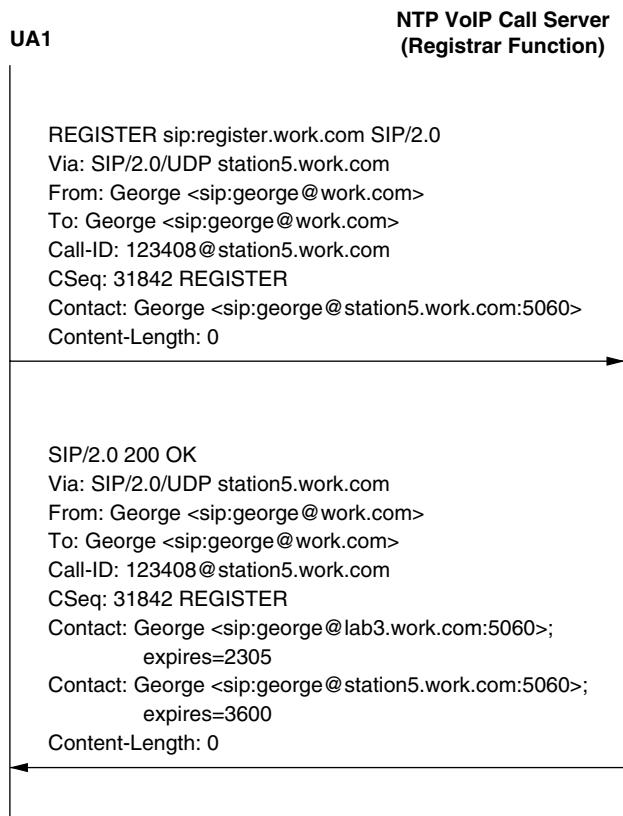 UA1
NTP VoIP Call Server
(Registrar Function)
REGISTER sip:register.work.com SIP/2.0
Via: SIP/2.0/UDP station5.work.com
From: George <sip:george@work.com>
To: George <sip:george@work.com>
Call-ID: 123408@station5.work.com
CSeq: 31842 REGISTER
Contact: George <sip:george@station5.work.com:5060>
Content-Length: 0
SIP/2.0 200 OK
Via: SIP/2.0/UDP station5.work.com
From: George <sip:george@work.com>
To: George <sip:george@work.com>
Call-ID: 123408@station5.work.com
CSeq: 31842 REGISTER
Contact: George <sip:george@lab3.work.com:5060>;
expires=2305
Contact: George <sip:george@station5.work.com:5060>;
expires=3600
Content-Length: 0